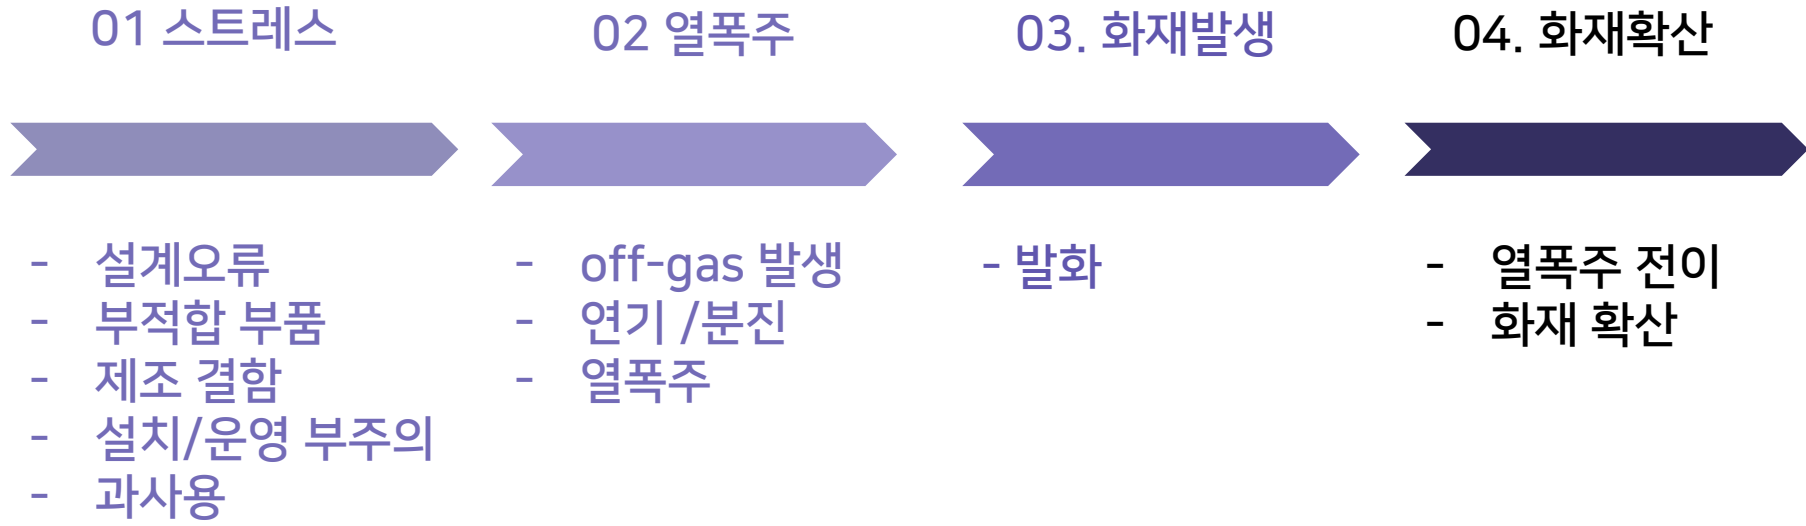 01 스트레스
02 열폭주
03. 화재발생
04. 화재확산
- 설계오류
- 부적합 부품
- 제조 결함
- 설치/운영 부주의
- 과사용
- off-gas 발생
- 연기 /분진
- 열폭주
- 발화
- 열폭주 전이
- 화재 확산